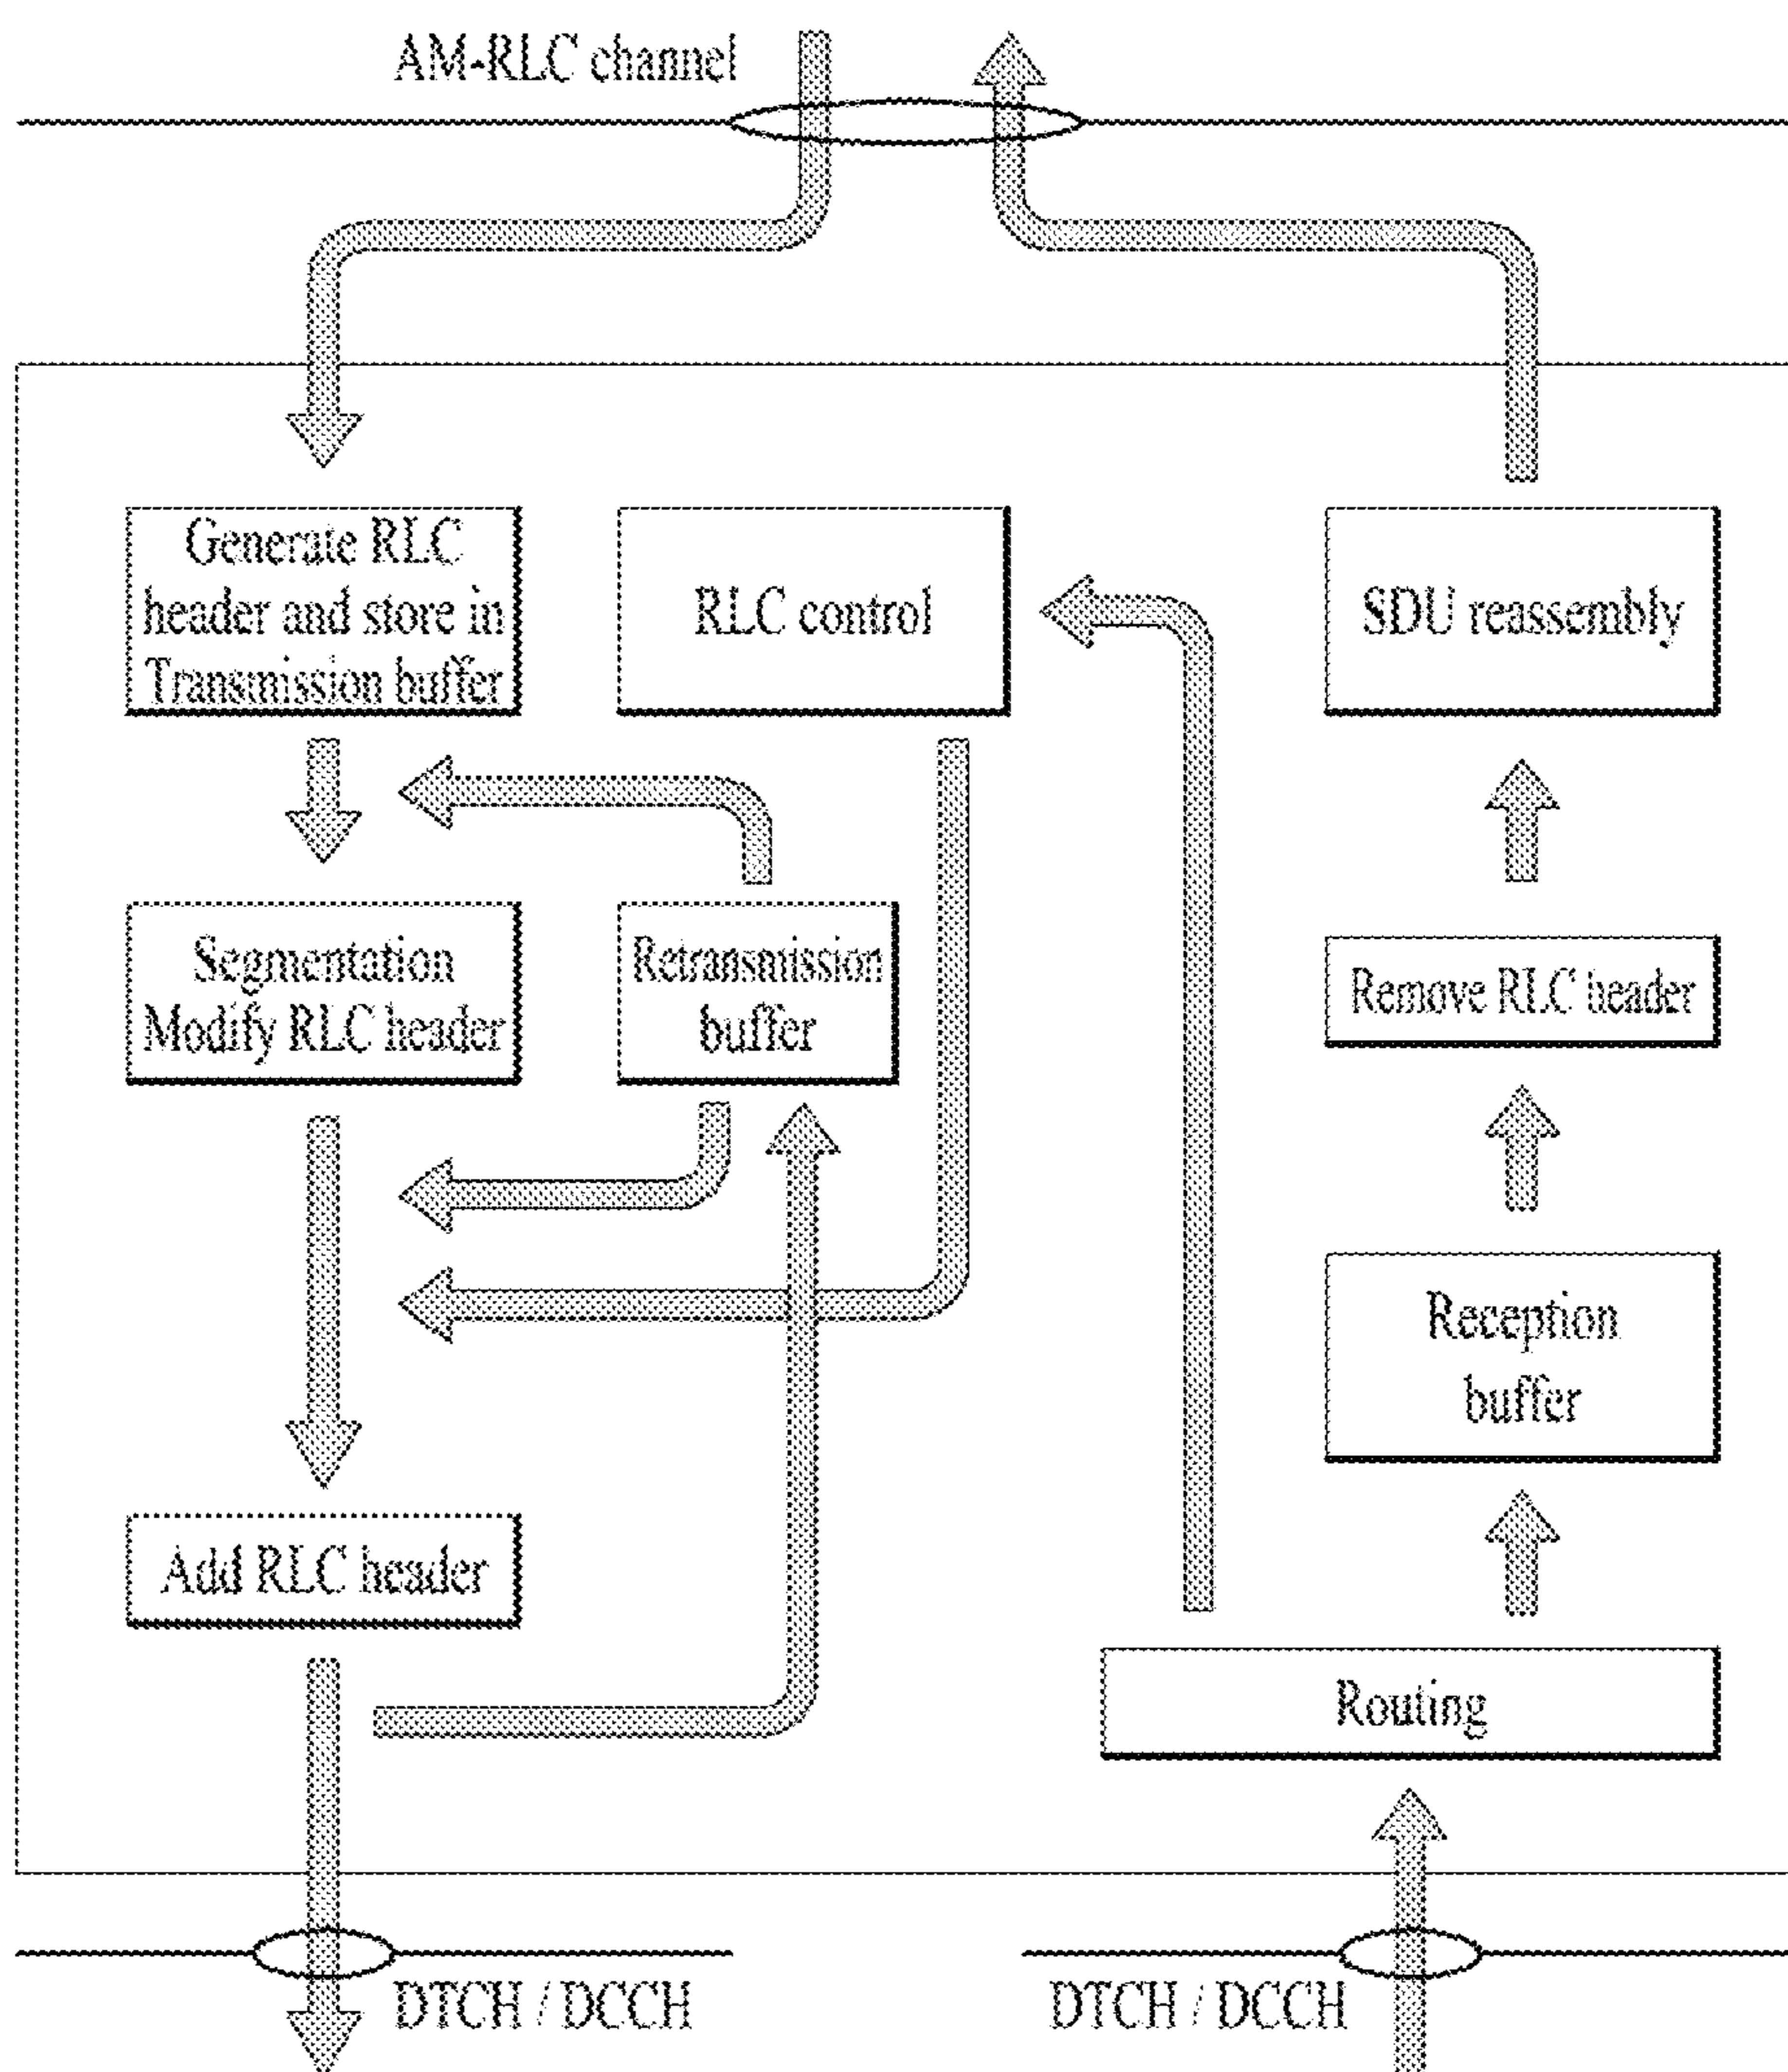 AM-RLC channel
Generate RLC
header and store in
Transmission buffer
RLC control
SDU reassembly
Segmentation
Modify RLC header
Retransmission
buffer
Remove RLC header
Reception
buffer
Add RLC header
Routing
DTCH / DCCH
DTCH / DCCH